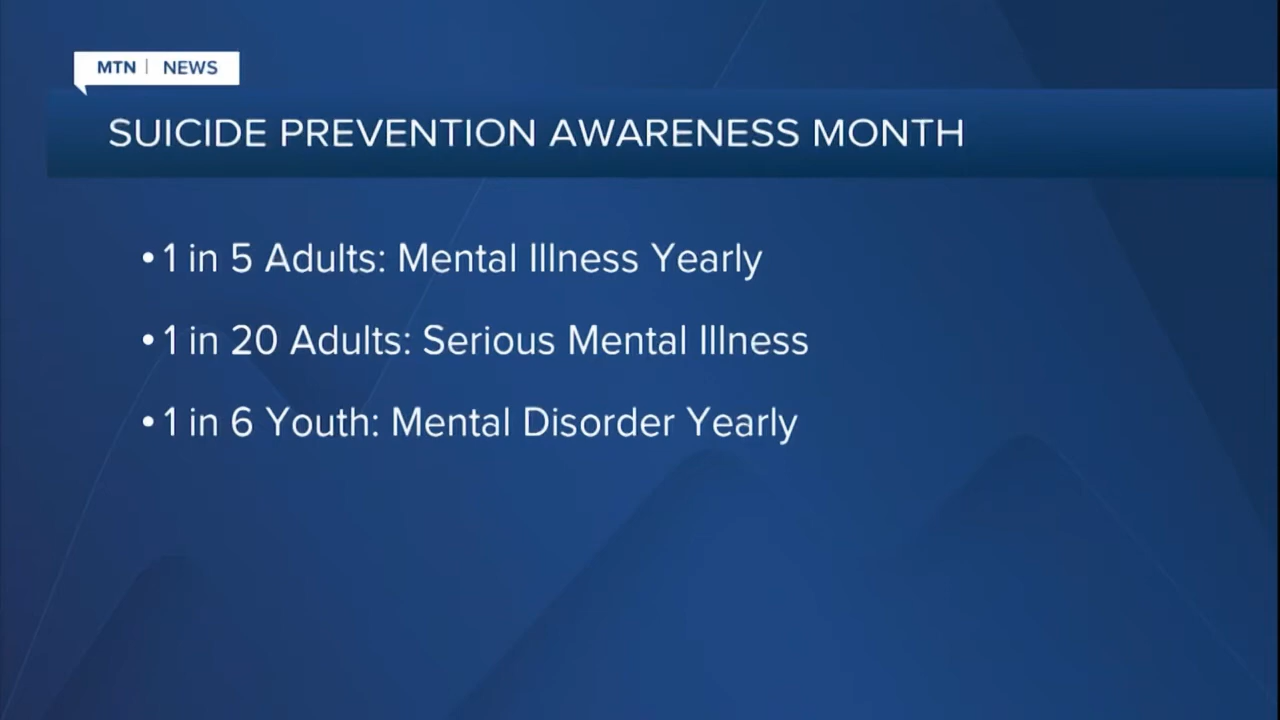 MTN | NEWS
SUICIDE PREVENTION AWARENESS MONTH
•1 in 5 Adults: Mental Illness Yearly
•1 in 20 Adults: Serious Mental Illness
•1 in 6 Youth: Mental Disorder Yearly